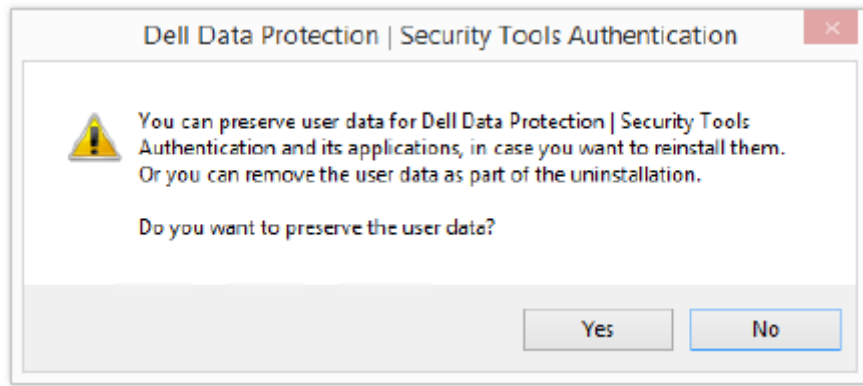 Dell Data Protection | Security Tools Authentication
You can preserve user data for Dell Data Protection | Security Tools
Authentication and its applications, in case you want to reinstall them.
Or you can remove the user data as part of the uninstallation.
Do you want to preserve the user data?
Yes No